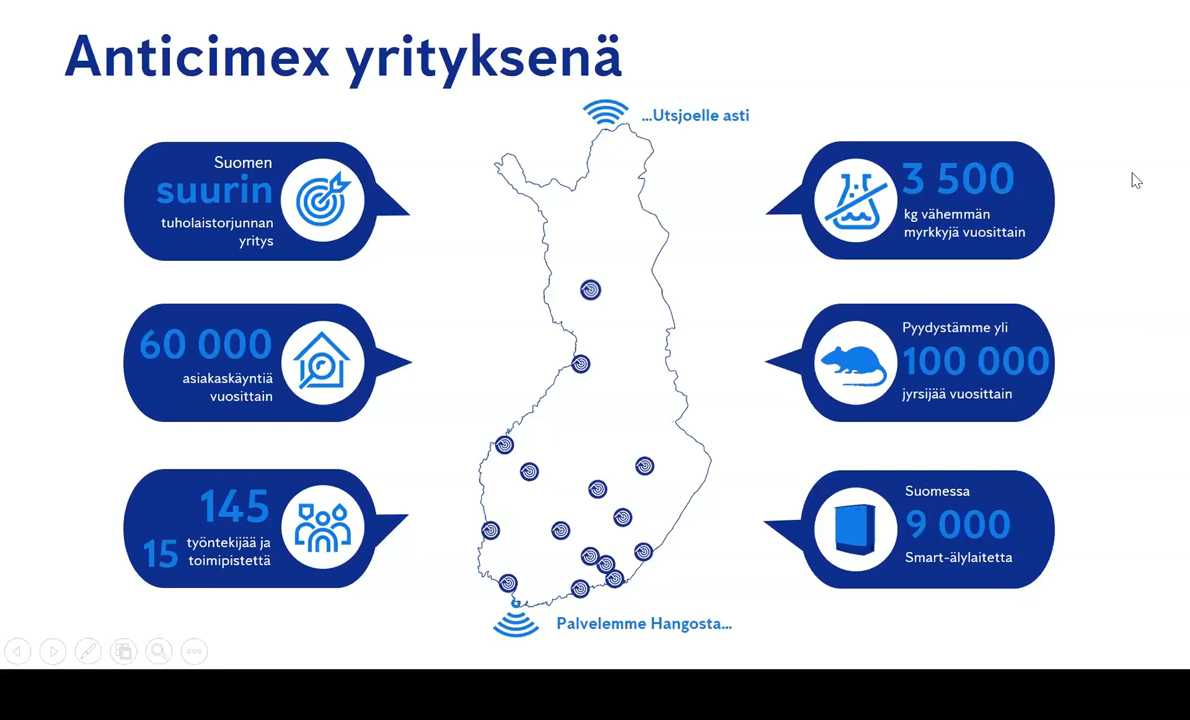 Anticimex yrityksenä
...Utsjoelle asti
Suomen
suurin
tuholaistorjunnan
yritys
60 000
asiakaskäyntiä
vuosittain
145
15 työntekijää ja
toimipistettä
3 500
kg vähemmän
myrkkyjä vuosittain
Pyydystämme yli
100 000
jyrsijää vuosittain
Suomessa
9 000
Smart-älylaitetta
Palvelemme Hangosta...